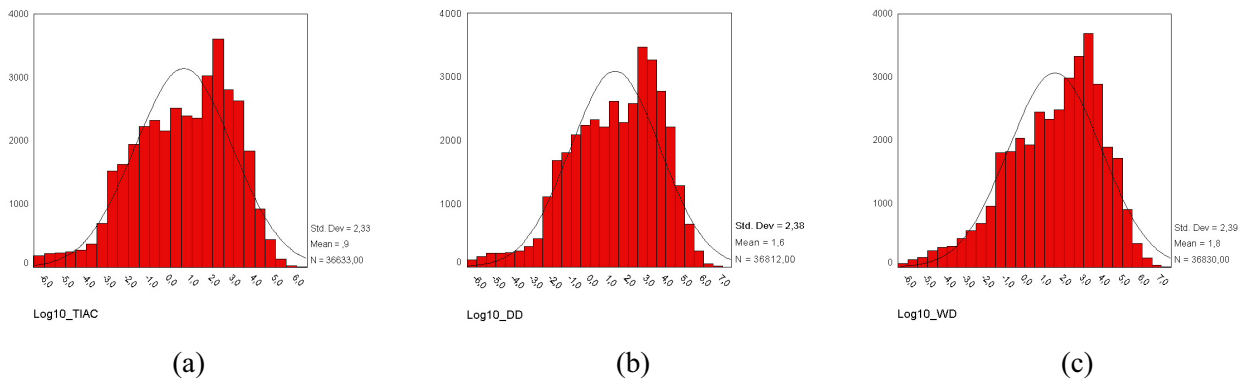 4000
3000
2000
1000
0
-6,0 -5,0 -4,0 -3,0 -2,0 -1,0 0,0 1,0 2,0 3,0 4,0 5,0 6,0
Std. Dev = 2,33
Mean = ,9
N = 36633,00
Log10_TIAC
(a)
4000
3000
2000
1000
0
-6,0 -5,0 -4,0 -3,0 -2,0 -1,0 0,0 1,0 2,0 3,0 4,0 5,0 6,0 7,0
Std. Dev = 2,38
Mean = 1,6
N = 36812,00
Log10_DD
(b)
4000
3000
2000
1000
0
-6,0 -5,0 -4,0 -3,0 -2,0 -1,0 0,0 1,0 2,0 3,0 4,0 5,0 6,0 7,0
Std. Dev = 2,39
Mean = 1,8
N = 36830,00
Log10_WD
(c)